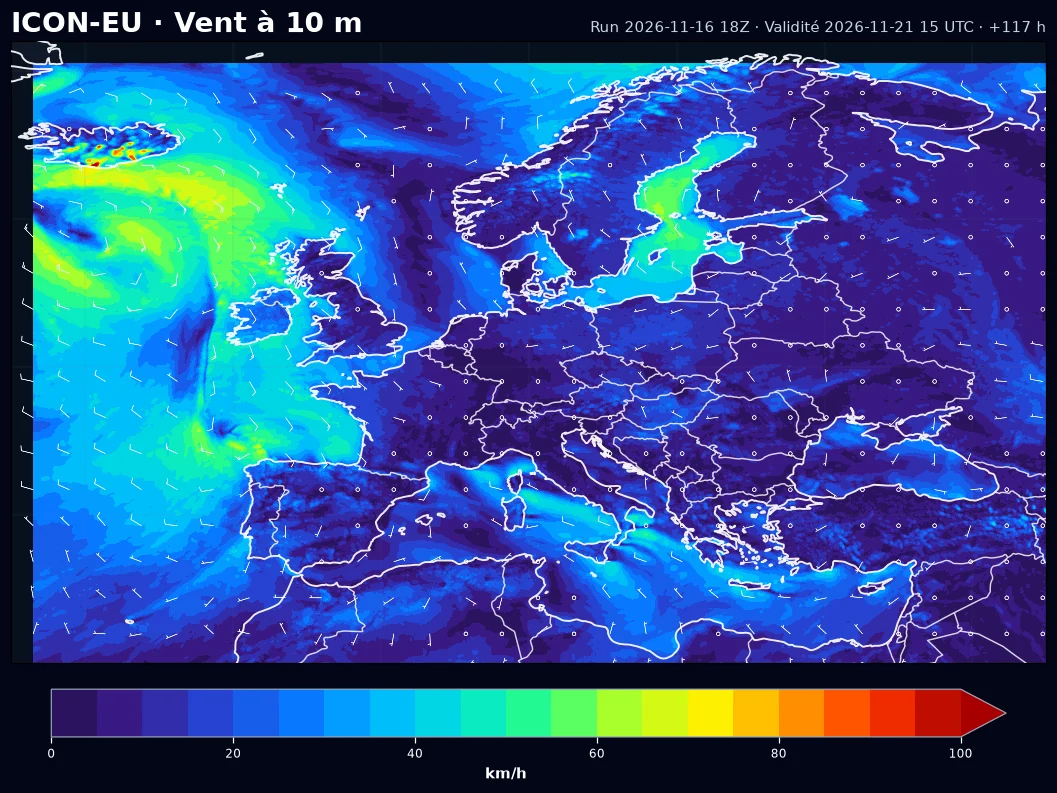 ICON-EU · Vent à 10 m
Run 2026-11-16 18Z · Validité 2026-11-21 15 UTC · +117 h
0 20 40 60 80 100
km/h